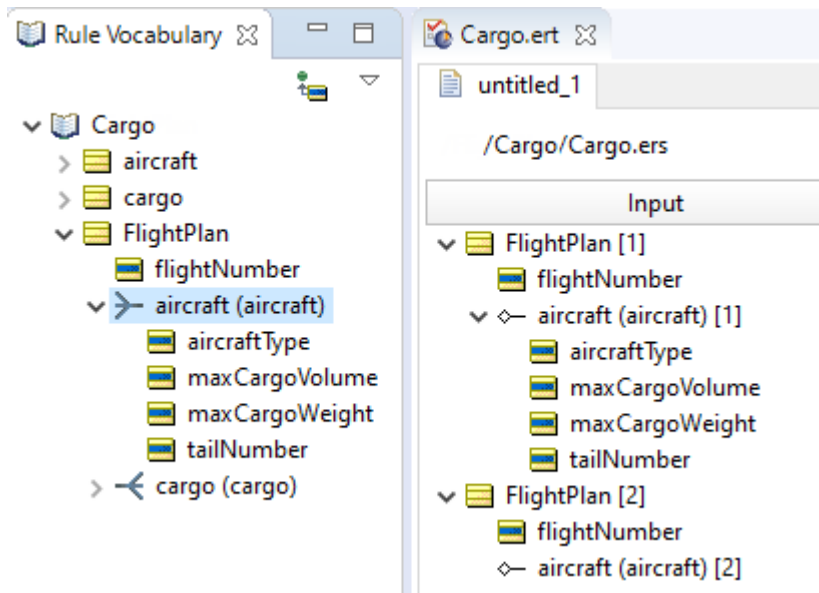 Rule Vocabulary
Cargo
aircraft
cargo
FlightPlan
flightNumber
aircraft (aircraft)
aircraftType
maxCargoVolume
maxCargoWeight
tailNumber
cargo (cargo)
Cargo.ert
untitled_1
/Cargo/Cargo.ers
Input
FlightPlan [1]
flightNumber
aircraft (aircraft) [1]
aircraftType
maxCargoVolume
maxCargoWeight
tailNumber
FlightPlan [2]
flightNumber
aircraft (aircraft) [2]